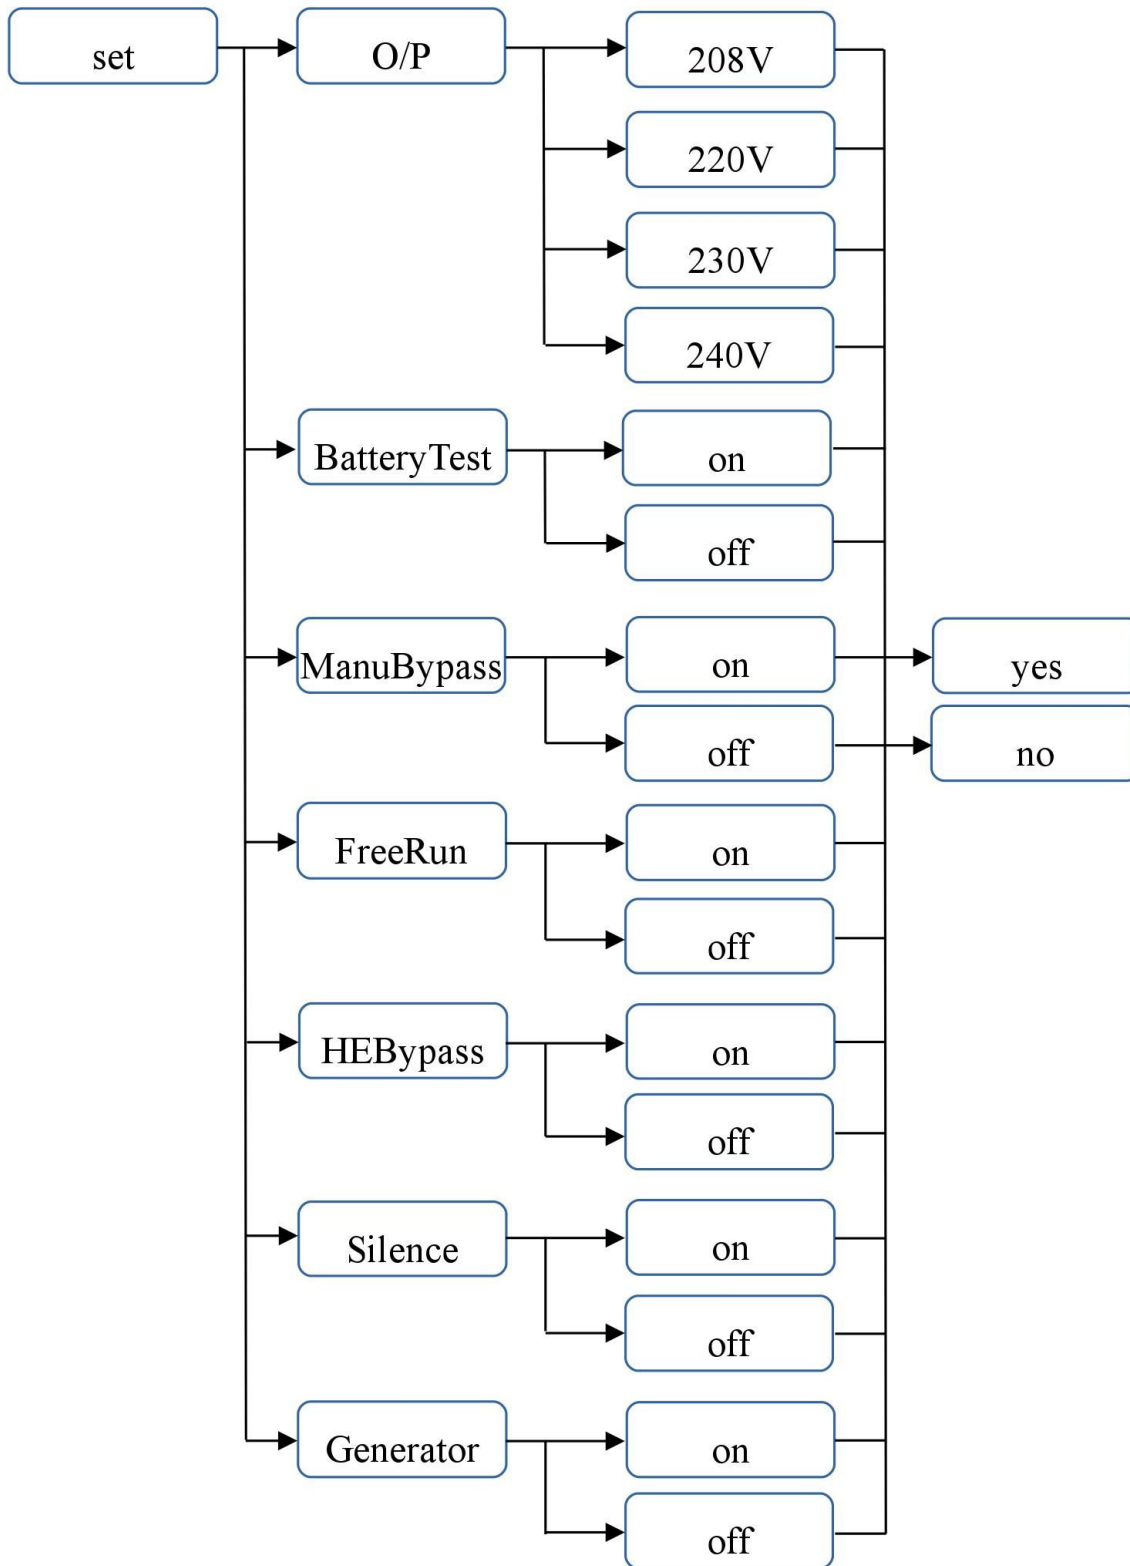 set
O/P
208V
220V
230V
240V
BatteryTest
on
off
ManuBypass
on
yes
off
no
FreeRun
on
off
HEBypass
on
off
Silence
on
off
Generator
on
off